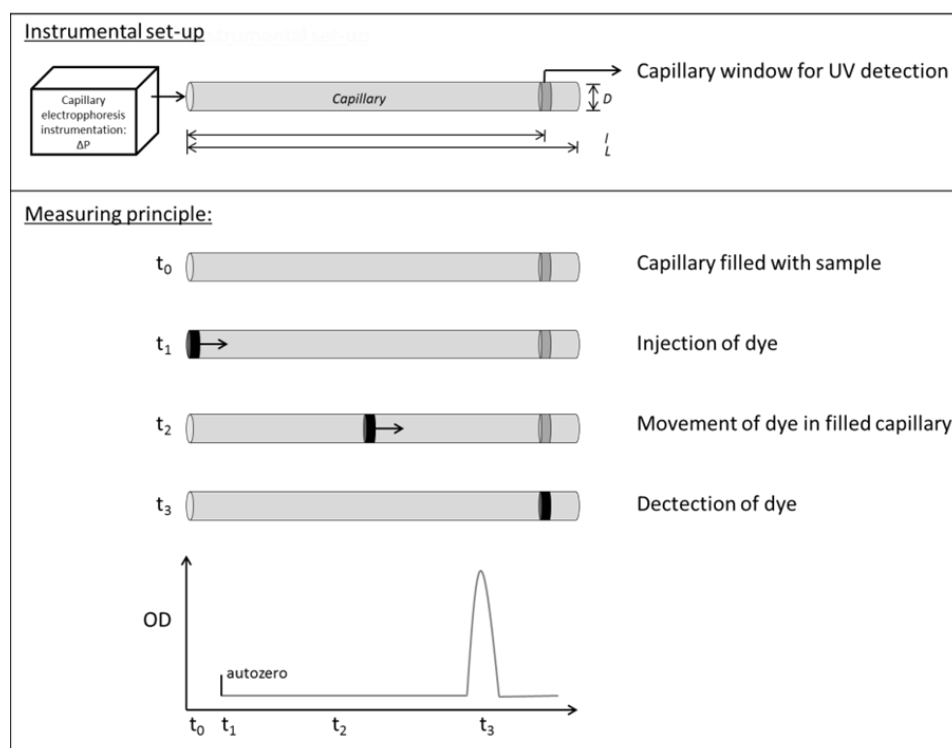 Instrumental set-up
Capillary window for UV detection
Capillary
D
Capillary
electropphoresis
instrumentation:
ΔP
l
L
Measuring principle:
t₀ Capillary filled with sample
t₁ Injection of dye
t₂ Movement of dye in filled capillary
t₃ Dectection of dye
OD
autozero
t₀ t₁ t₂ t₃